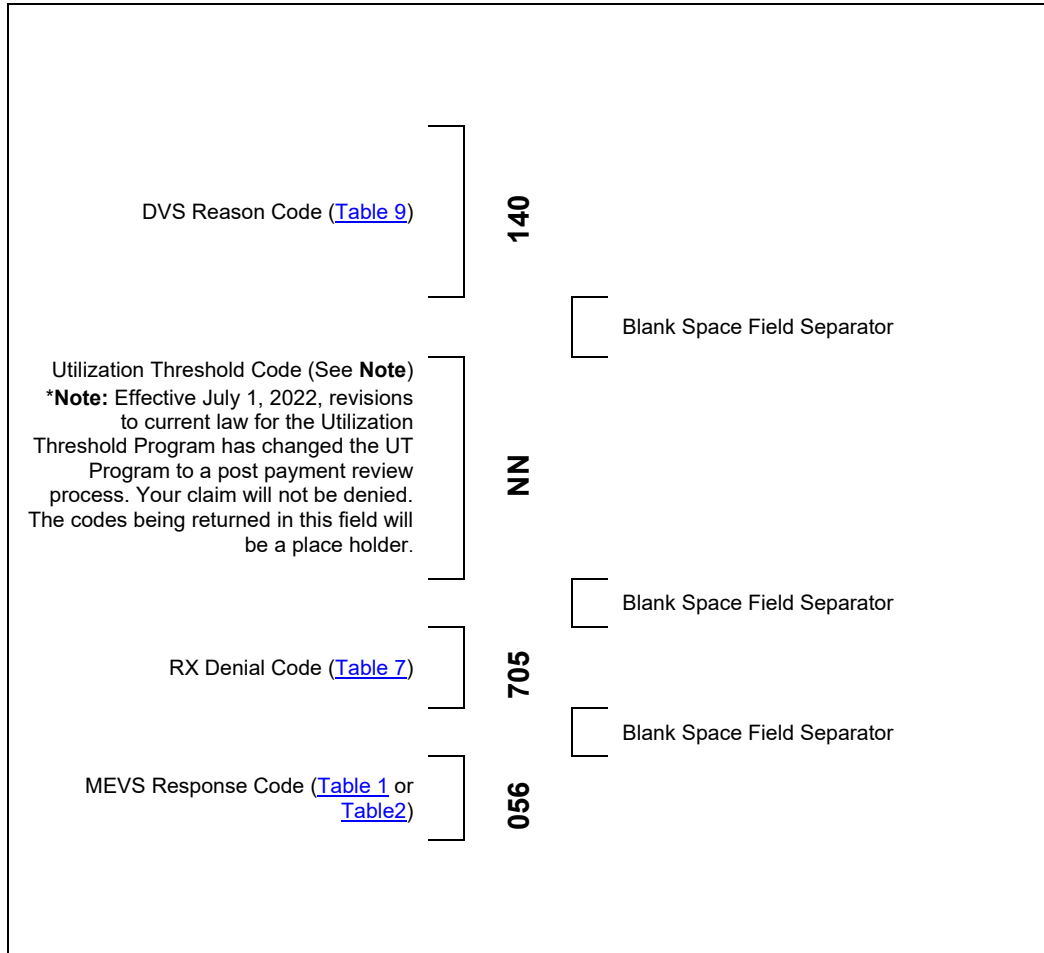 DVS Reason Code (Table 9)
140
Blank Space Field Separator
Utilization Threshold Code (See Note)
*Note: Effective July 1, 2022, revisions
to current law for the Utilization
Threshold Program has changed the UT
Program to a post payment review
process. Your claim will not be denied.
The codes being returned in this field will
be a place holder.
NN
Blank Space Field Separator
RX Denial Code (Table 7)
705
Blank Space Field Separator
MEVS Response Code (Table 1 or
Table2)
056